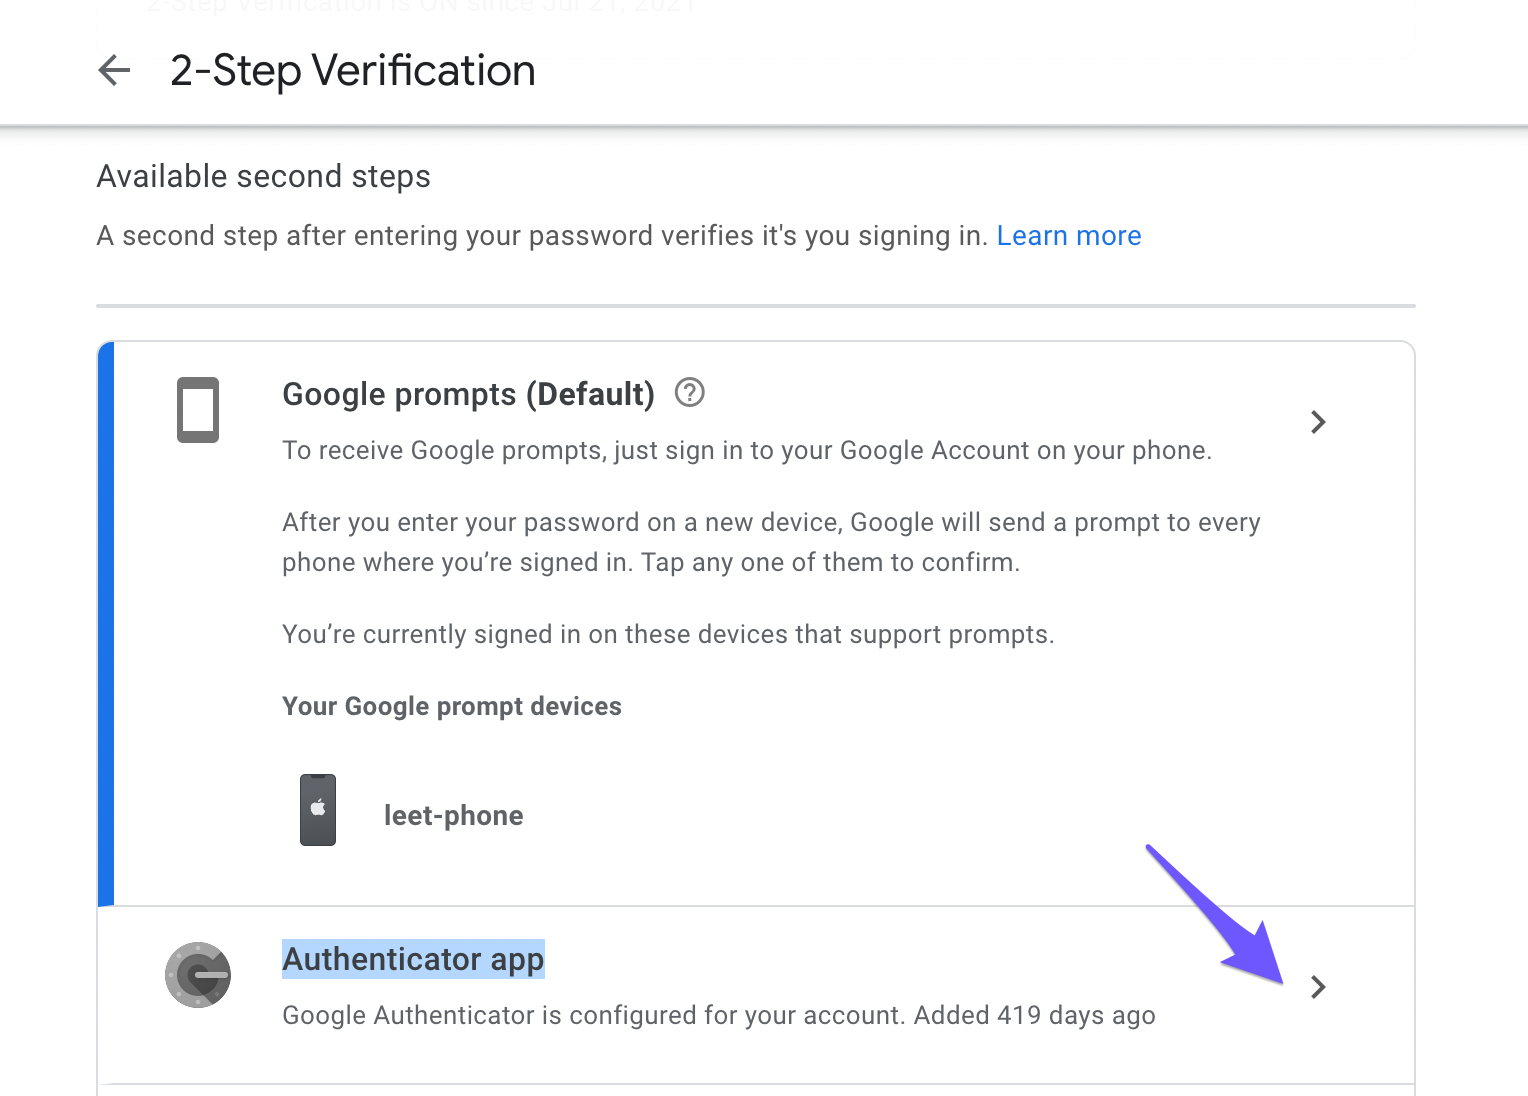 2-Step Verification is ON since Jul 21, 2021
2-Step Verification
Available second steps
A second step after entering your password verifies it's you signing in. Learn more
Google prompts (Default)
To receive Google prompts, just sign in to your Google Account on your phone.
After you enter your password on a new device, Google will send a prompt to every
phone where you’re signed in. Tap any one of them to confirm.
You’re currently signed in on these devices that support prompts.
Your Google prompt devices
leet-phone
Authenticator app
Google Authenticator is configured for your account. Added 419 days ago